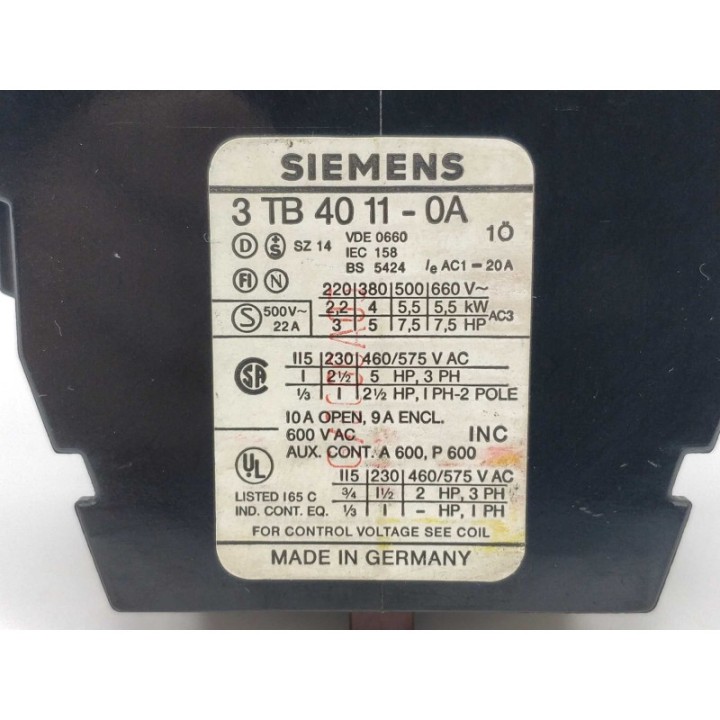 SIEMENS
3 TB 40 11 - 0A
1Ö
D S SZ 14 VDE 0660
IEC 158
BS 5424 Ie AC1 - 20A
FI N
220 380 500 660 V~
2,2 4 5,5 5,5 kW
3 5 7,5 7,5 HP AC3
S 500V~
22A
115 230 460/575 V AC
1 2½ 5 HP, 3 PH
⅓ 1 2½ HP, 1 PH-2 POLE
SA
10 A OPEN, 9 A ENCL.
600 V AC INC
AUX. CONT. A 600, P 600
UL
LISTED 165 C
IND. CONT. EQ.
115 230 460/575 V AC
¾ 1½ 2 HP, 3 PH
⅓ 1 - HP, 1 PH
FOR CONTROL VOLTAGE SEE COIL
MADE IN GERMANY